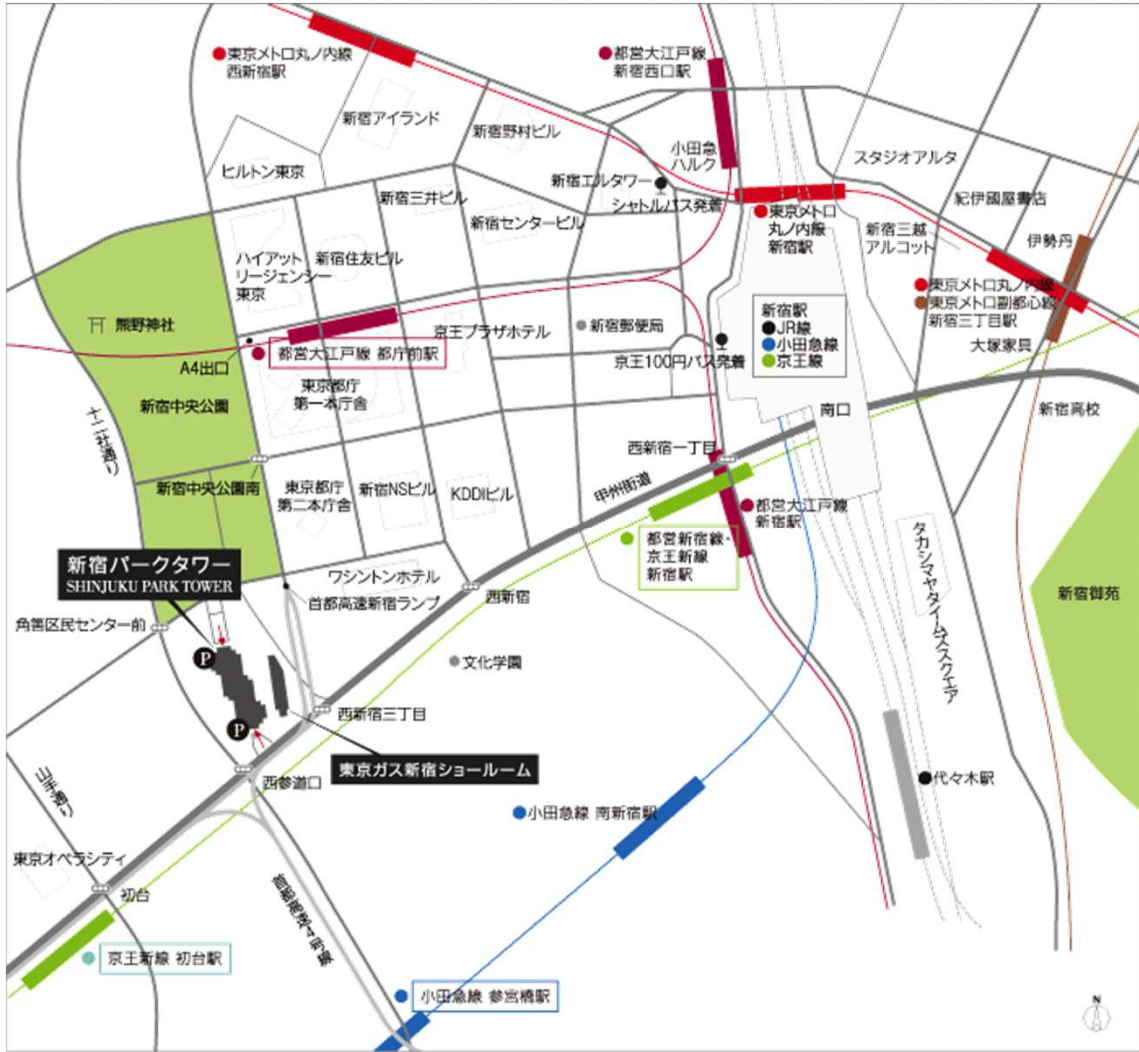 ●東京メトロ丸ノ内線
西新宿駅
●都営大江戸線
新宿西口駅
新宿アイランド
新宿野村ビル
小田急
ハルク
スタジオアルタ
ヒルトン東京
新宿エルタワー
シャトルバス発着
新宿三井ビル
新宿センタービル
紀伊國屋書店
●東京メトロ
丸ノ内線
新宿駅
新宿三越
アルコット
伊勢丹
ハイアット
リージェンシー
東京
新宿住友ビル
●東京メトロ丸ノ内線
●東京メトロ副都心線
新宿三丁目駅
熊野神社
京王プラザホテル
●新宿郵便局
新宿駅
●JR線
●小田急線
●京王線
大塚家具
A4出口
●都営大江戸線 都庁前駅
京王100円バス発着
東京都庁
第一本庁舎
新宿中央公園
十二社通り
南口
新宿高校
西新宿一丁目
新宿中央公園南
東京都庁
第二本庁舎
新宿NSビル
KDDIビル
甲州街道
●都営大江戸線
新宿駅
●都営新宿線・
京王新線
新宿駅
タカシマヤタイムズスクエア
新宿御苑
新宿パークタワー
SHINJUKU PARK TOWER
ワシントンホテル
首都高速新宿ランプ
西新宿
角筈区民センター前
P
●文化学園
P
西新宿三丁目
東京ガス新宿ショールーム
西参道口
山手通り
●代々木駅
●小田急線 南新宿駅
東京オペラシティ
初台
首都高速4号線
●京王新線 初台駅
●小田急線 参宮橋駅
N